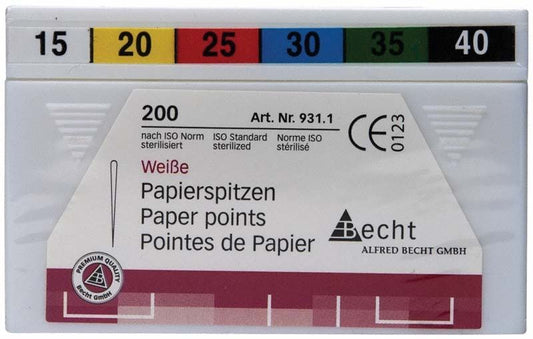 15 20 25 30 35 40
200 Art. Nr. 931.1
nach ISO Norm ISO Standard Norme ISO
sterilisiert sterilized stérilisé
CE 0123
Weiße
Papierspitzen
Paper points
Pointes de Papier
Becht
ALFRED BECHT GMBH
PREMIUM QUALITY
B
Becht GmbH